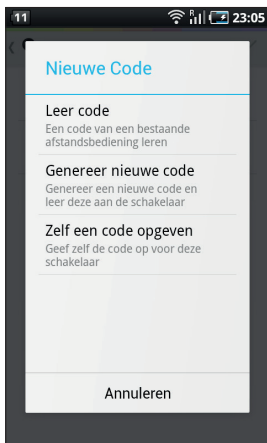 11 R 23:05
Nieuwe Code
Leer code
Een code van een bestaande
afstandsbediening leren
Genereer nieuwe code
Genereer een nieuwe code en
leer deze aan de schakelaar
Zelf een code opgeven
Geef zelf de code op voor deze
schakelaar
Annuleren